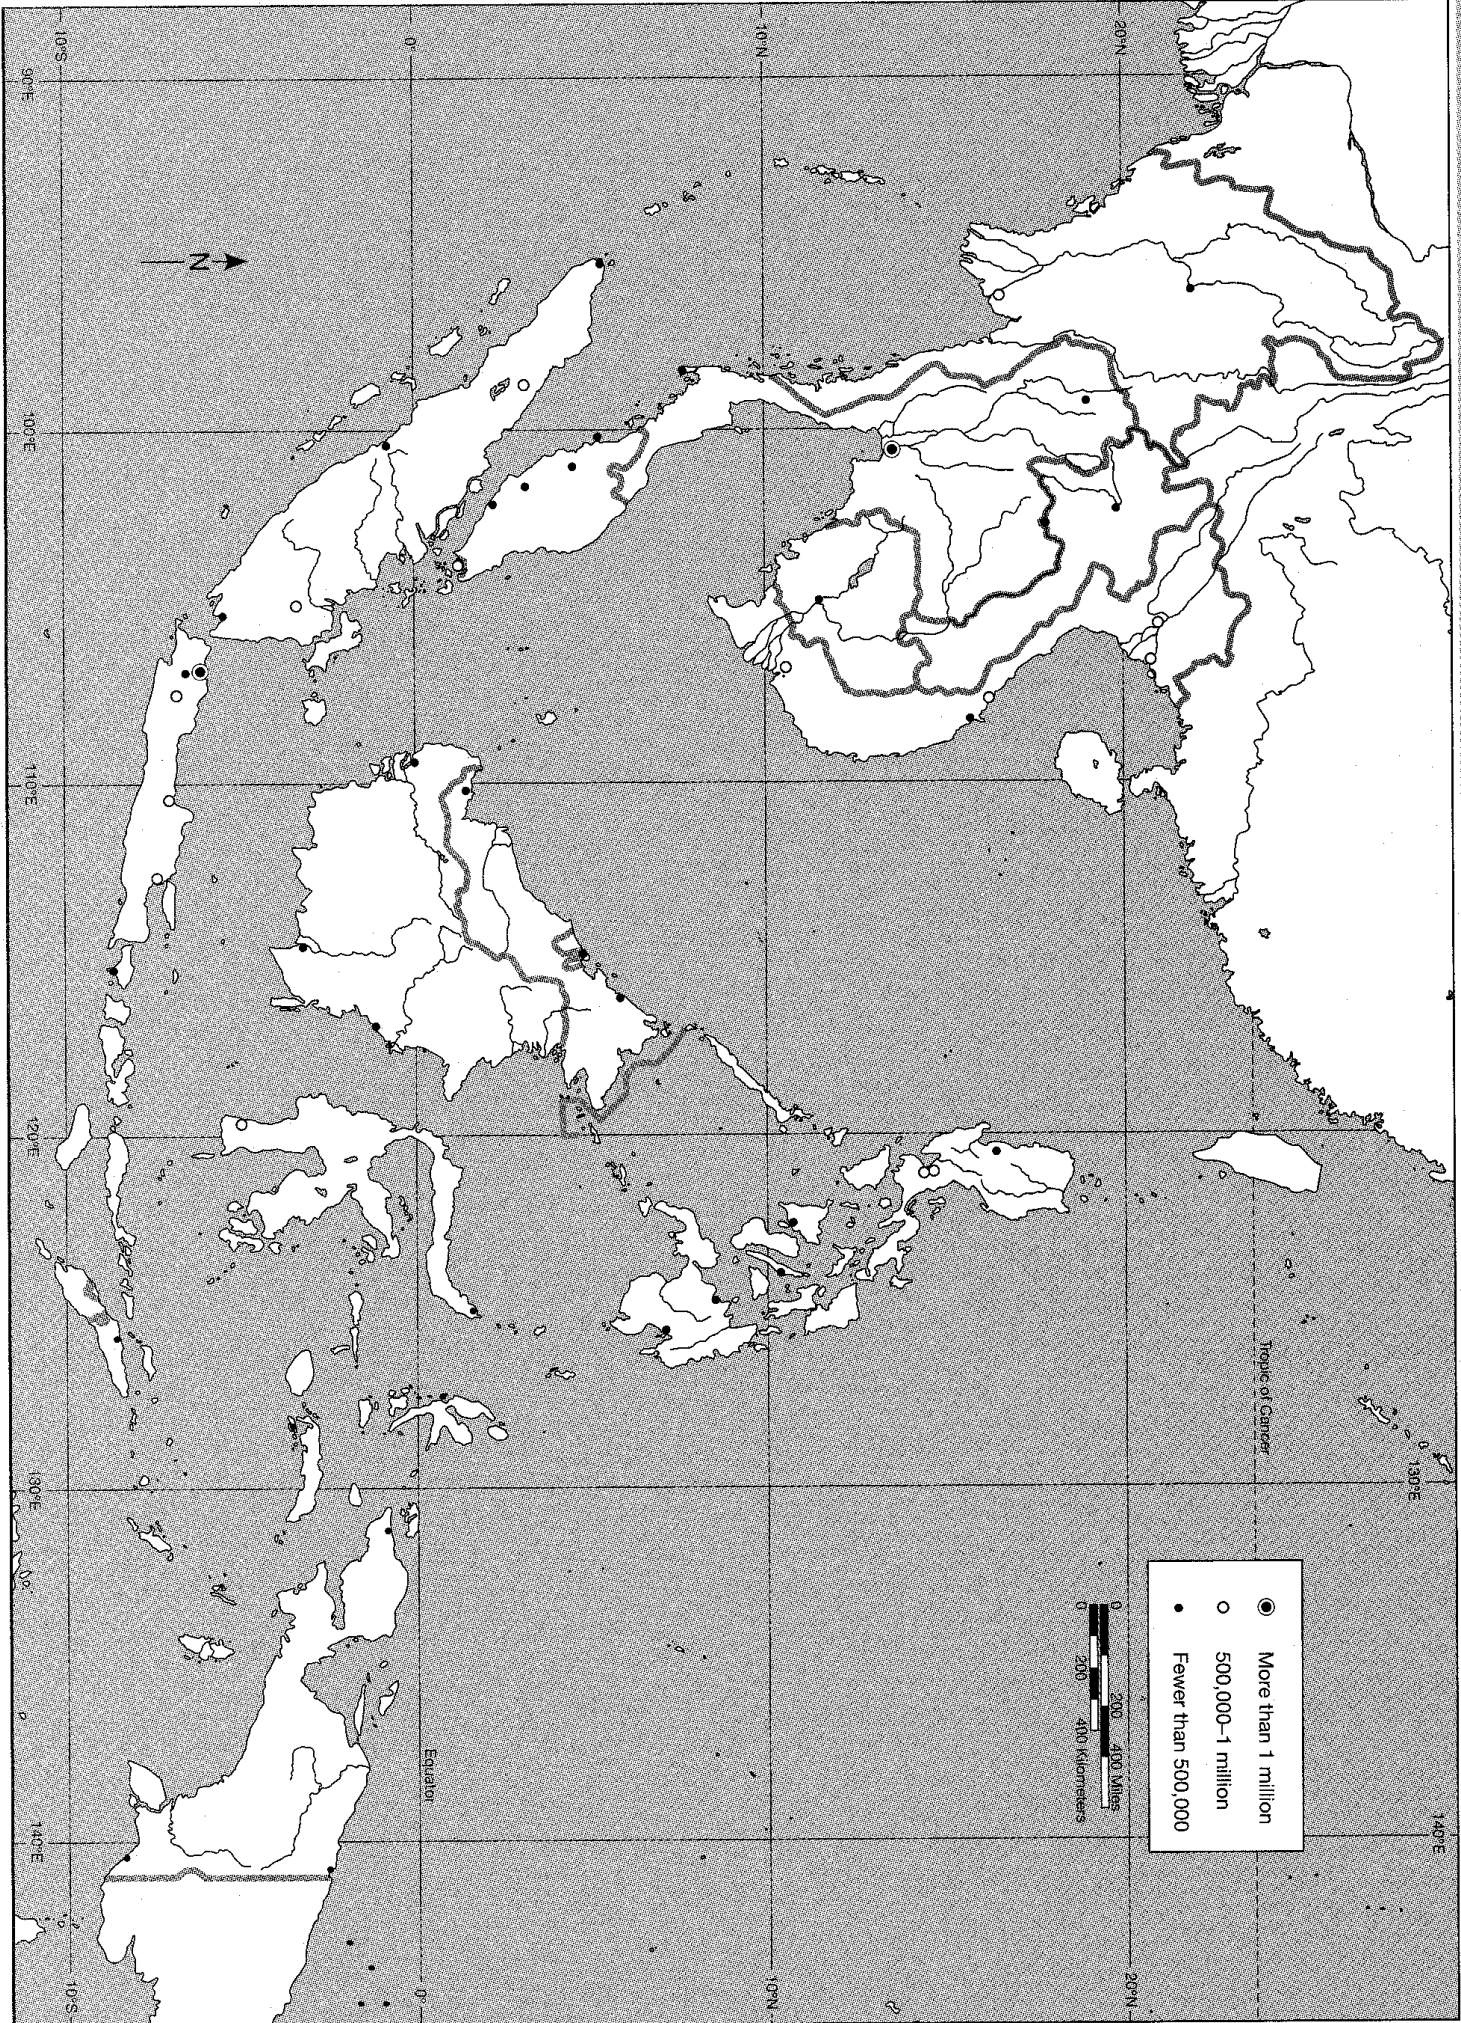 20°N
10°N
0°
10°S
90°E
100°E
110°E
120°E
130°E
130°E
140°E
140°E
20°N
10°N
0°
10°S
Tropic of Cancer
Equator
N
More than 1 million
500,000–1 million
Fewer than 500,000
0 200 400 Miles
0 200 400 Kilometers